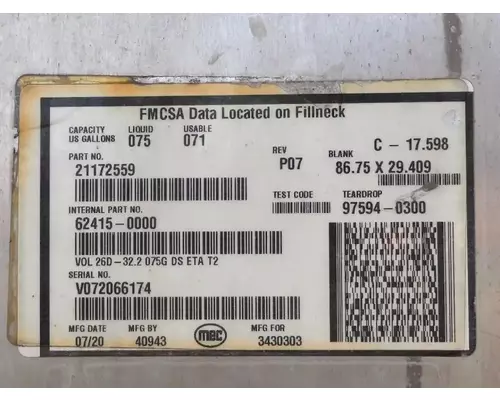 FMCSA Data Located on Fillneck
CAPACITY LIQUID USABLE
US GALLONS 075 071
C - 17.598
PART NO. REV BLANK
21172559 P07 86.75 X 29.409
TEST CODE TEARDROP
97594-0300
INTERNAL PART NO.
62415-0000
VOL 26D-32.2 075G DS ETA T2
SERIAL NO.
V072066174
MFG DATE MFG BY mec MFG FOR
07/20 40943 3430303